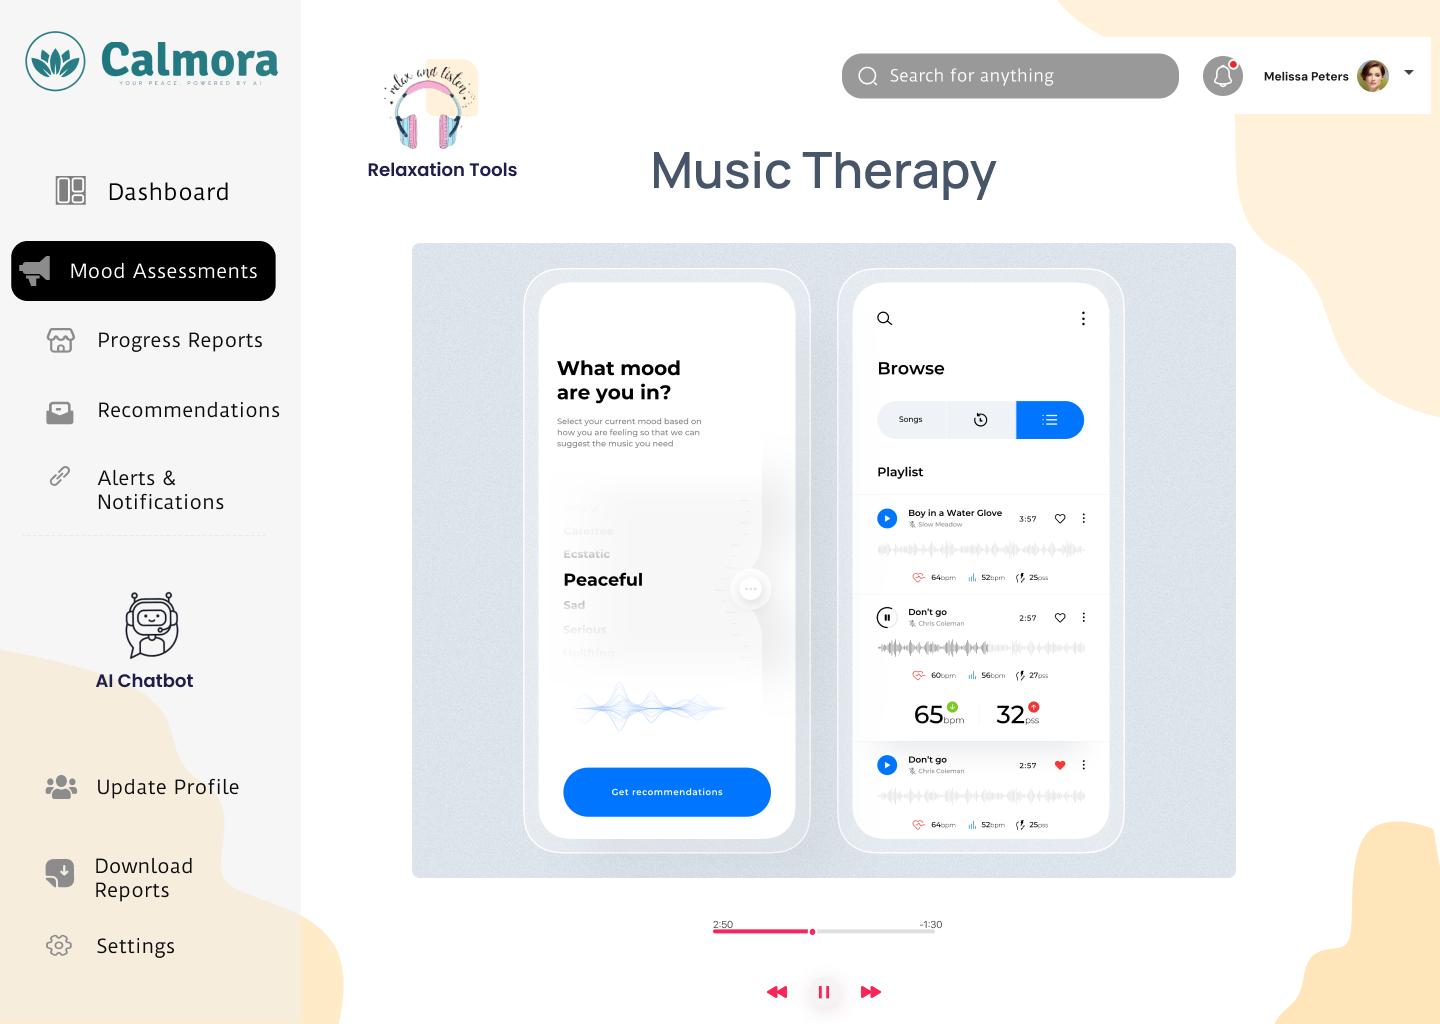 Calmora
YOUR PEACE, POWERED BY AI
Dashboard
Mood Assessments
Progress Reports
Recommendations
Alerts &
Notifications
AI Chatbot
Update Profile
Download
Reports
Settings
relax and listen
Relaxation Tools
Search for anything
Melissa Peters
Music Therapy
What mood
are you in?
Select your current mood based on
how you are feeling so that we can
suggest the music you need
Carefree
Ecstatic
Peaceful
Sad
Serious
Uplifting
Get recommendations
Browse
Songs
Playlist
Boy in a Water Glove
Slow Meadow
3:57
64bpm 52bpm 25pss
Don't go
Chris Coleman
2:57
60bpm 56bpm 27pss
65bpm 32pss
Don't go
Chris Coleman
2:57
64bpm 52bpm 25pss
2:50 -1:30